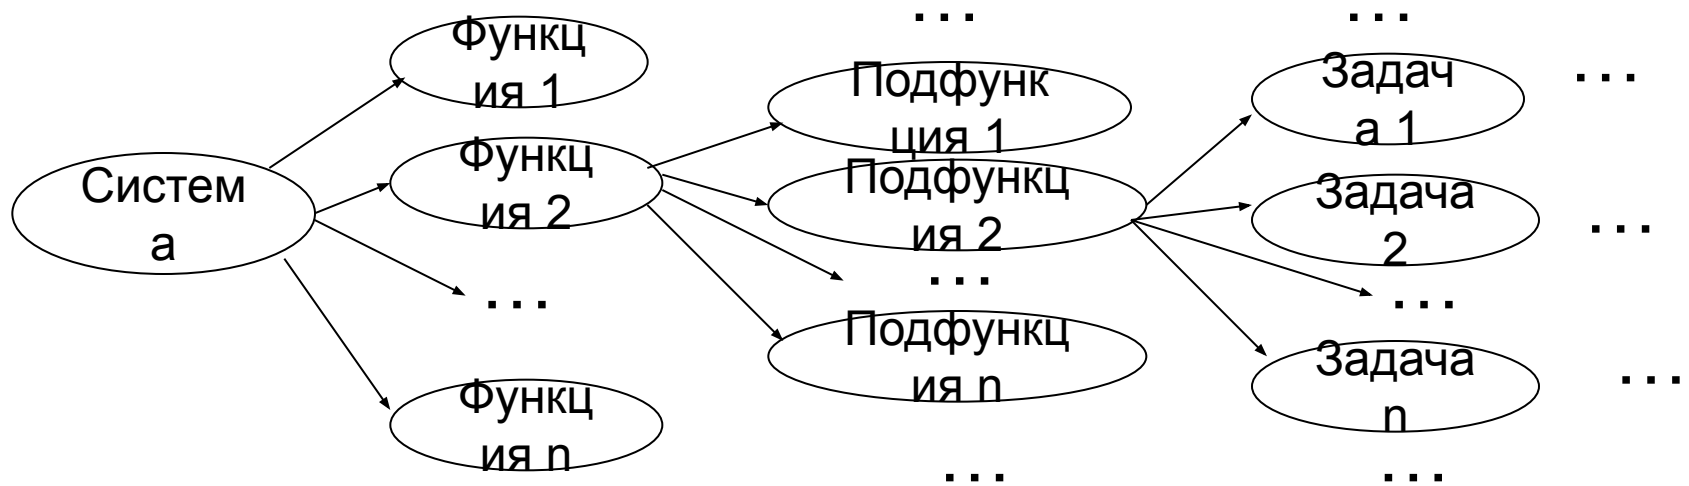 Систем
а
Функц
ия 1
Функц
ия 2
...
Функц
ия n
...
Подфунк
ция 1
Подфункц
ия 2
...
Подфункц
ия n
...
...
Задач
а 1
Задача
2
...
Задача
n
...
...
...
...